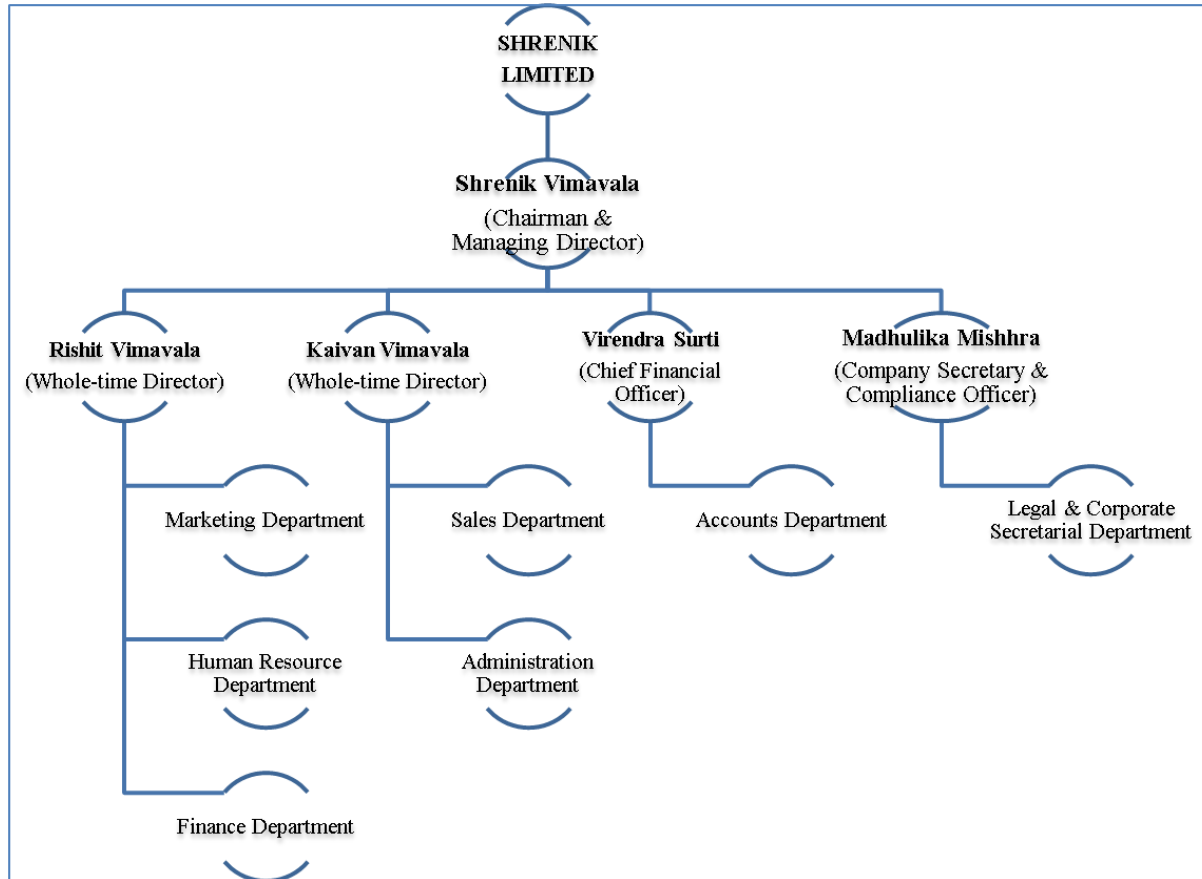 SHRENIK
LIMITED
Shrenik Vimavala
(Chairman &
Managing Director)
Rishit Vimavala
(Whole-time Director)
Kaivan Vimavala
(Whole-time Director)
Virendra Surti
(Chief Financial
Officer)
Madhulika Mishhra
(Company Secretary &
Compliance Officer)
Marketing Department
Sales Department
Accounts Department
Legal & Corporate
Secretarial Department
Human Resource
Department
Administration
Department
Finance Department